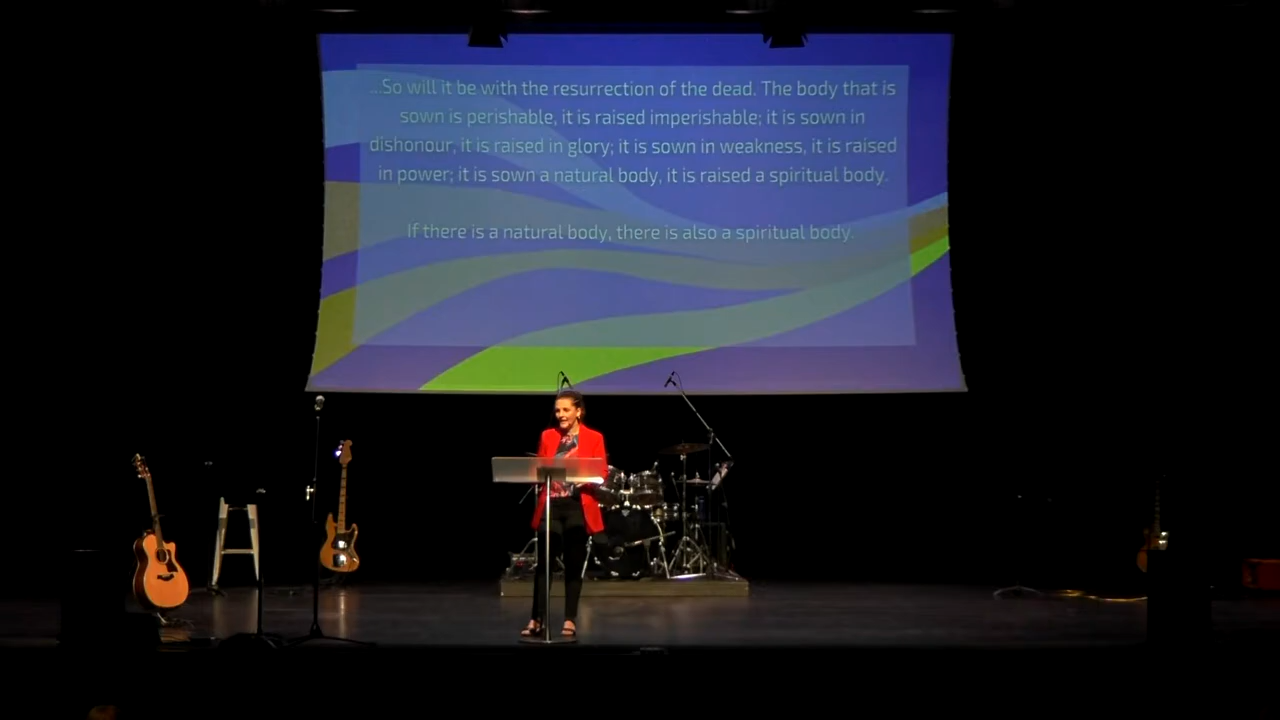 ...So will it be with the resurrection of the dead. The body that is
sown is perishable, it is raised imperishable; it is sown in
dishonour, it is raised in glory; it is sown in weakness, it is raised
in power; it is sown a natural body, it is raised a spiritual body.
If there is a natural body, there is also a spiritual body.